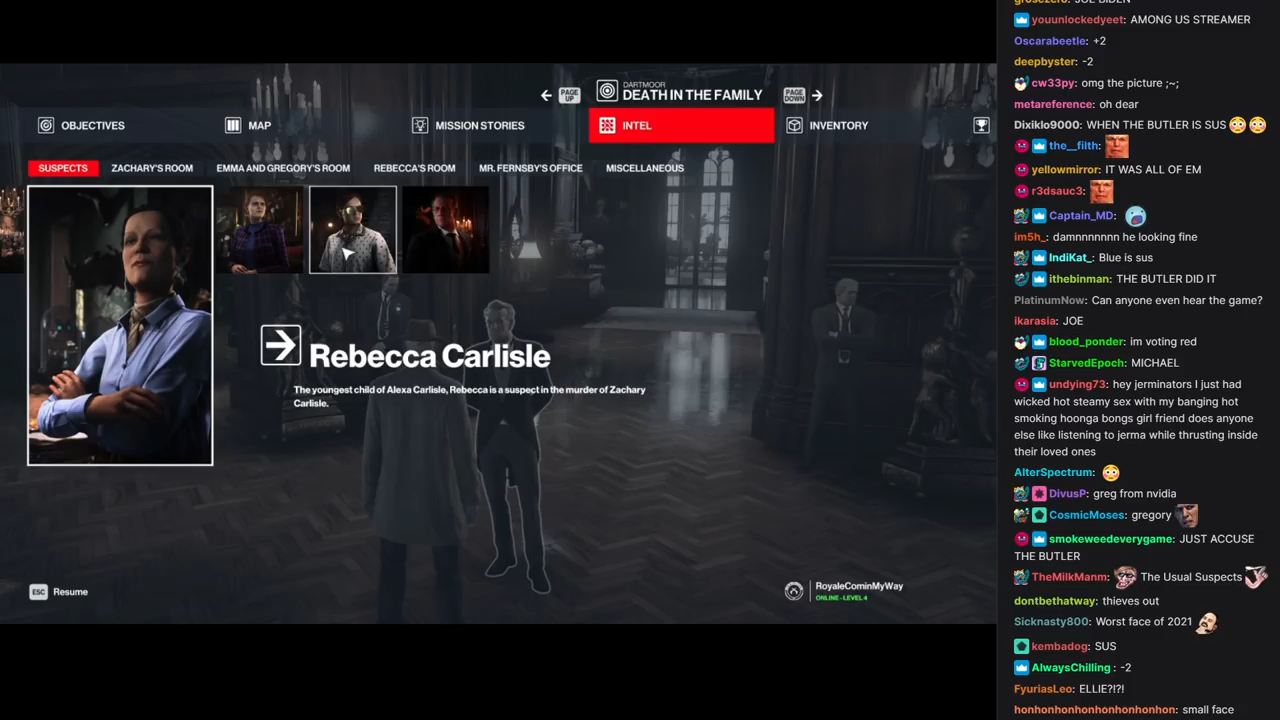 DARTMOOR
DEATH IN THE FAMILY
PAGE UP
PAGE DOWN
OBJECTIVES
MAP
MISSION STORIES
INTEL
INVENTORY
SUSPECTS
ZACHARY'S ROOM
EMMA AND GREGORY'S ROOM
REBECCA'S ROOM
MR. FERNSBY'S OFFICE
MISCELLANEOUS
Rebecca Carlisle
The youngest child of Alexa Carlisle, Rebecca is a suspect in the murder of Zachary
Carlisle.
ESC Resume
RoyaleCominMyWay
ONLINE - LEVEL 4
youunlockedyeet: AMONG US STREAMER
Oscarabeetle: +2
deepbyster: -2
cw33py: omg the picture ;~;
metareference: oh dear
Dixiklo9000: WHEN THE BUTLER IS SUS
the__filth:
yellowmirror: IT WAS ALL OF EM
r3dsauc3:
Captain_MD:
im5h_: damnnnnnn he looking fine
IndiKat_: Blue is sus
ithebinman: THE BUTLER DID IT
PlatinumNow: Can anyone even hear the game?
ikarasia: JOE
blood_ponder: im voting red
StarvedEpoch: MICHAEL
undying73: hey jerminators I just had
wicked hot steamy sex with my banging hot
smoking hoonga bongs girl friend does anyone
else like listening to jerma while thrusting inside
their loved ones
AlterSpectrum:
DivusP: greg from nvidia
CosmicMoses: gregory
smokeweedeverygame: JUST ACCUSE
THE BUTLER
TheMilkManm: The Usual Suspects
dontbethatway: thieves out
Sicknasty800: Worst face of 2021
kembadog: SUS
AlwaysChilling : -2
FyuriasLeo: ELLIE?!?!
honhonhonhonhonhonhonhon: small face